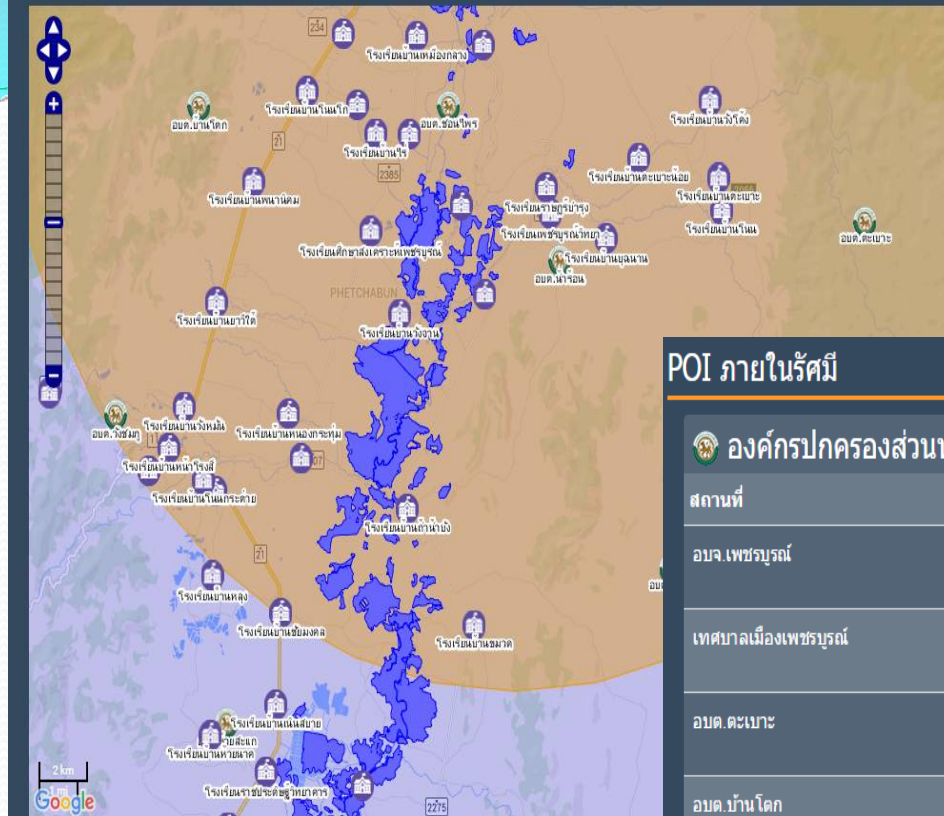 234
โรงเรียนบ้านเหมืองกลาง
โรงเรียนบ้านโนนโก
อบต.บ้านโตก
อบต.ชอนไพร
โรงเรียนบ้านวังโค้ง
21
โรงเรียนบ้านไร่
2385
โรงเรียนบ้านตะเบาะน้อย
โรงเรียนบ้านพนานิคม
โรงเรียนบ้านตะเบาะ
โรงเรียนราษฎร์บำรุง
โรงเรียนเพชรบูรณ์วิทยา
โรงเรียนบ้านโนน
อบต.ตะเบาะ
โรงเรียนศึกษาสงเคราะห์เพชรบูรณ์
โรงเรียนบ้านบุฉนาน
อบต.นาร่อน
PHETCHABUN
โรงเรียนบ้านยาวีใต้
โรงเรียนบ้านวังจาน
POI ภายในรัศมี
อบต.วังชมภู
โรงเรียนบ้านวังหมัน
โรงเรียนบ้านหนองกระทุ่ม
องค์กรปกครองส่วนท
โรงเรียนบ้านหน้าโรงสี
โรงเรียนบ้านโนนกระต่าย
สถานที่
โรงเรียนบ้านถ้ำน้ำบัง
21
อบจ.เพชรบูรณ์
โรงเรียนบ้านหลุง
โรงเรียนบ้านชัยมงคล
โรงเรียนบ้านขมวด
เทศบาลเมืองเพชรบูรณ์
โรงเรียนบ้านเนินสบาย
ายสะแก
อบต.ตะเบาะ
โรงเรียนบ้านห้วยนาค
2 km
1 mi
Google
โรงเรียนราชประดิษฐ์วิทยาคาร
2275
อบต.บ้านโตก